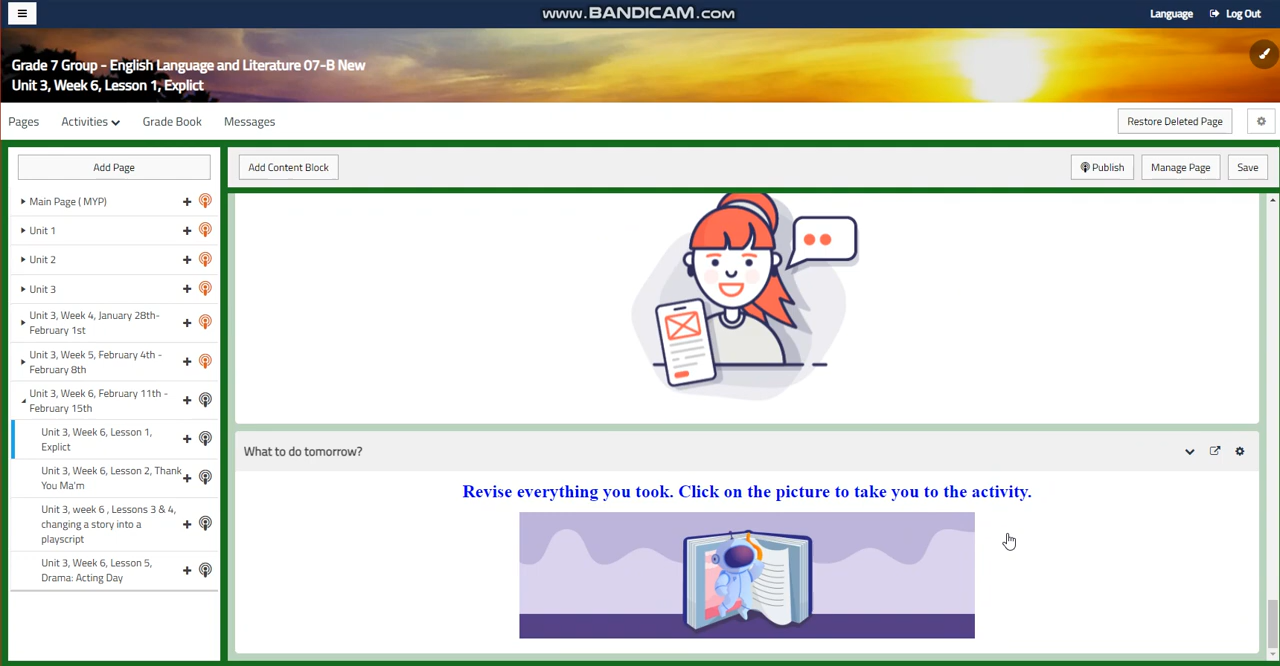 www.BANDICAM.com
Language
Log Out
Grade 7 Group - English Language and Literature 07-B New
Unit 3, Week 6, Lesson 1, Explict
Pages
Activities
Grade Book
Messages
Restore Deleted Page
Add Page
Add Content Block
Publish
Manage Page
Save
Main Page ( MYP)
Unit 1
Unit 2
Unit 3
Unit 3, Week 4, January 28th-
February 1st
Unit 3, Week 5, February 4th -
February 8th
Unit 3, Week 6, February 11th -
February 15th
Unit 3, Week 6, Lesson 1,
Explict
Unit 3, Week 6, Lesson 2, Thank
You Ma'm
Unit 3, week 6 , Lessons 3 & 4,
changing a story into a
playscript
Unit 3, Week 6, Lesson 5,
Drama: Acting Day
What to do tomorrow?
Revise everything you took. Click on the picture to take you to the activity.